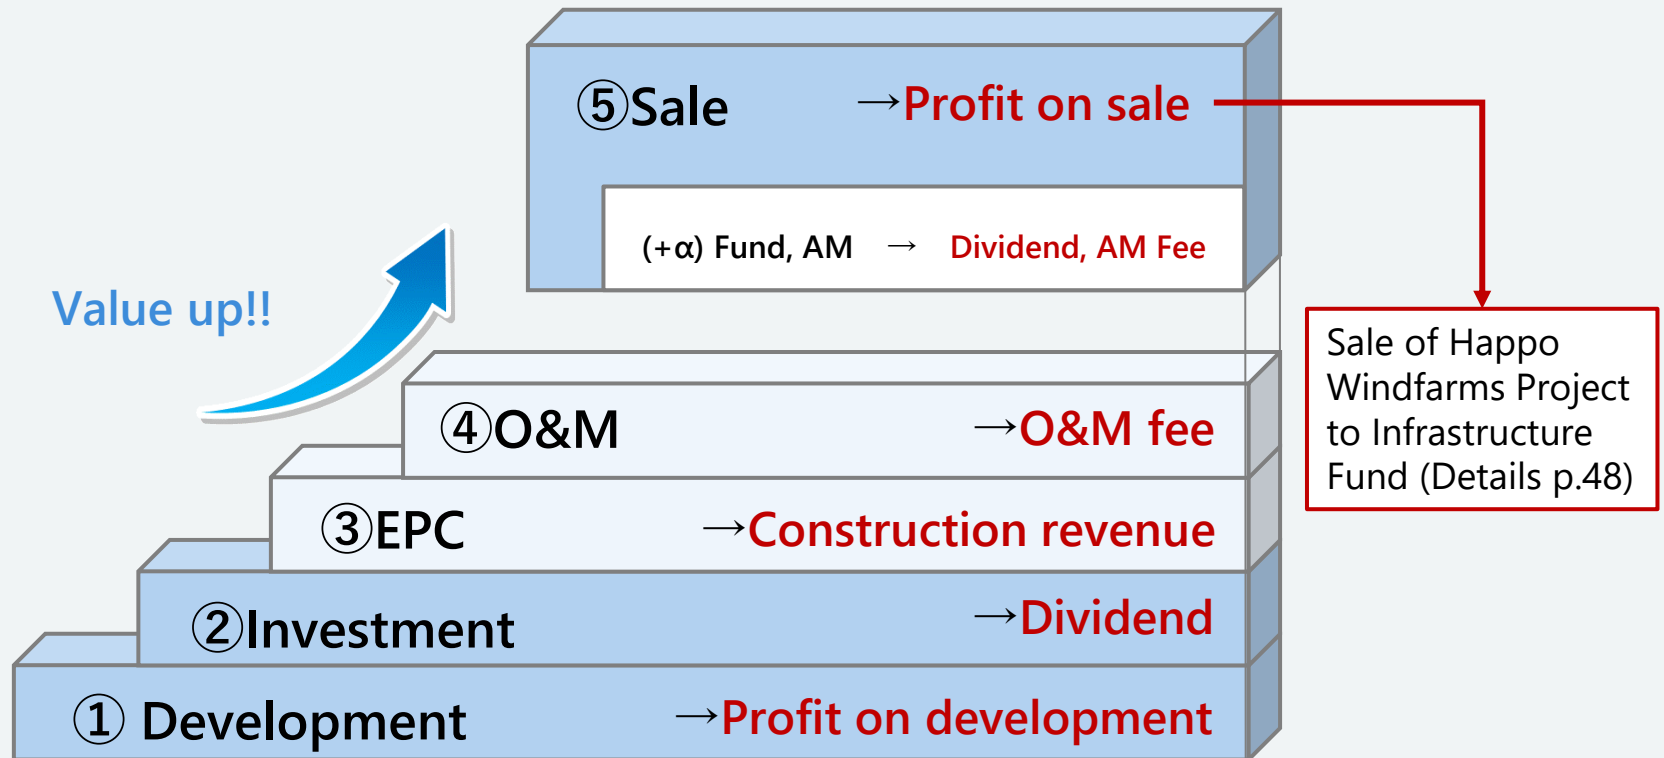 ⑤Sale →Profit on sale
(+α) Fund, AM → Dividend, AM Fee
Value up!!
Sale of Happo
Windfarms Project
to Infrastructure
Fund (Details p.48)
④O&M →O&M fee
③EPC →Construction revenue
②Investment →Dividend
① Development →Profit on development